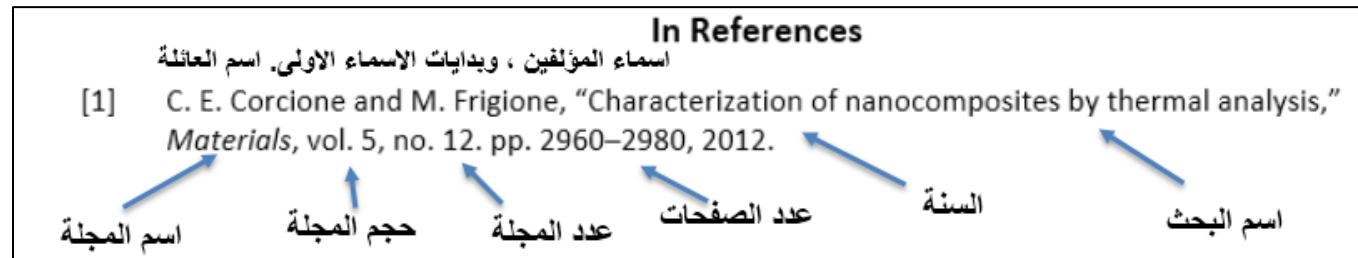 In References
اسماء المؤلفين ، وبدايات الاسماء الاولى. اسم العائلة
[1] C. E. Corcione and M. Frigione, “Characterization of nanocomposites by thermal analysis,”
Materials, vol. 5, no. 12. pp. 2960–2980, 2012.
اسم المجلة
حجم المجلة
عدد المجلة
عدد الصفحات
السنة
اسم البحث